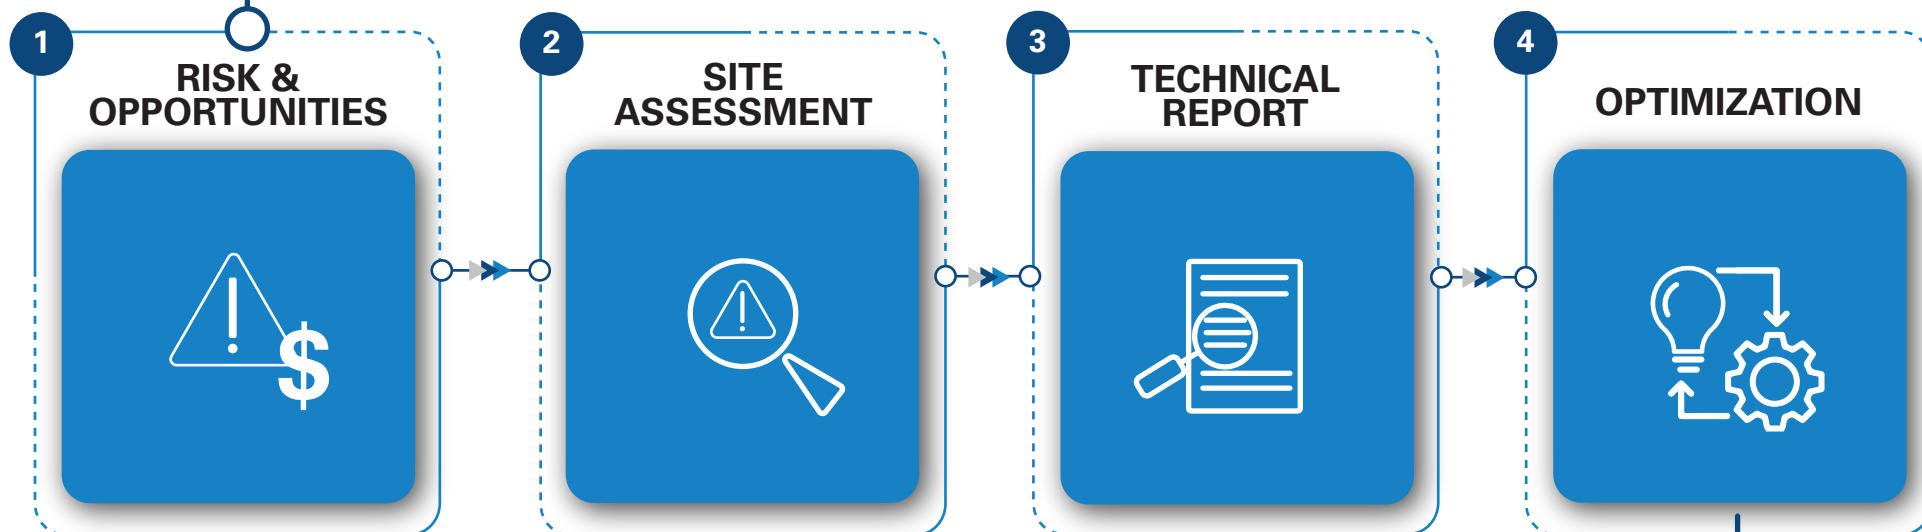 1
RISK &
OPPORTUNITIES
$
2
SITE
ASSESSMENT
3
TECHNICAL
REPORT
4
OPTIMIZATION